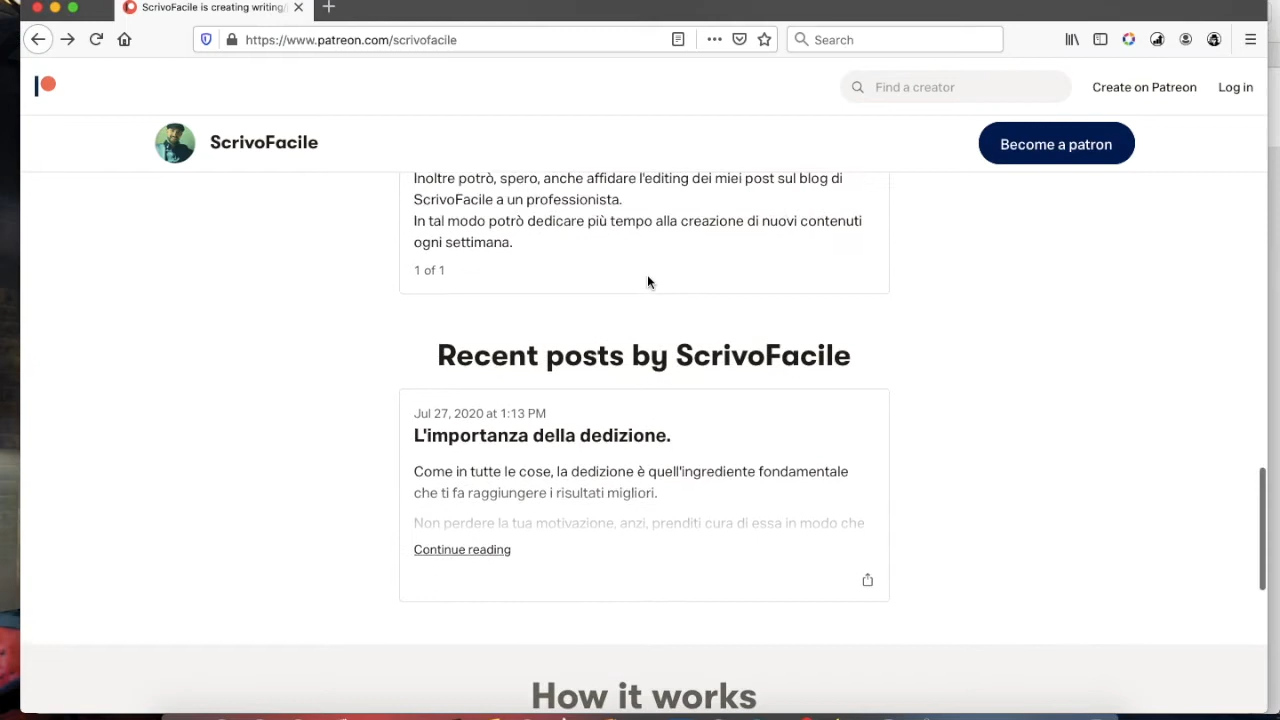 ScrivoFacile is creating writing
https://www.patreon.com/scrivofacile
Search
Find a creator
Create on Patreon
Log in
ScrivoFacile
Become a patron
Inoltre potrò, spero, anche affidare l'editing dei miei post sul blog di
ScrivoFacile a un professionista.
In tal modo potrò dedicare più tempo alla creazione di nuovi contenuti
ogni settimana.
1 of 1
Recent posts by ScrivoFacile
Jul 27, 2020 at 1:13 PM
L'importanza della dedizione.
Come in tutte le cose, la dedizione è quell'ingrediente fondamentale
che ti fa raggiungere i risultati migliori.
Non perdere la tua motivazione, anzi, prenditi cura di essa in modo che
Continue reading
How it works